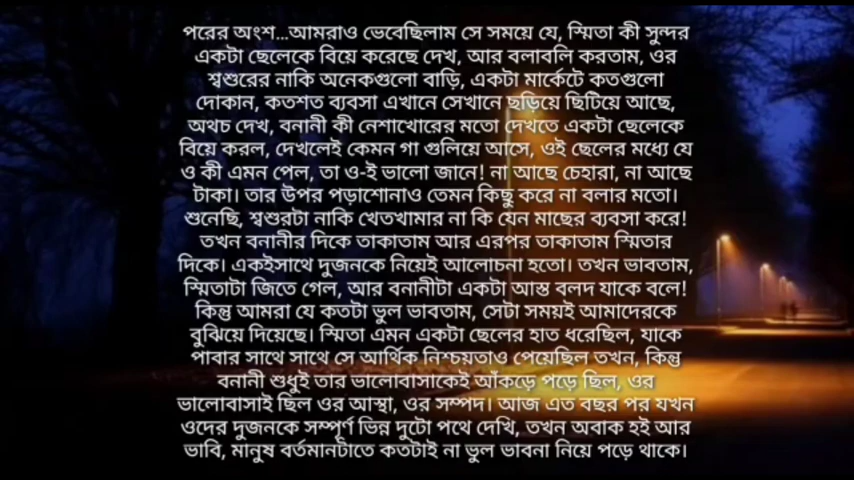 পরের অংশ...আমরাও ভেবেছিলাম সে সময়ে যে, স্মিতা কী সুন্দর
একটা ছেলেকে বিয়ে করেছে দেখ, আর বলাবলি করতাম, ওর
শ্বশুরের নাকি অনেকগুলো বাড়ি, একটা মার্কেটে কতগুলো
দোকান, কতশত ব্যবসা এখানে সেখানে ছড়িয়ে ছিটিয়ে আছে,
অথচ দেখ, বনানী কী নেশাখোরের মতো দেখতে একটা ছেলেকে
বিয়ে করল, দেখলেই কেমন গা গুলিয়ে আসে, ওই ছেলের মধ্যে যে
ও কী এমন পেল, তা ও-ই ভালো জানে! না আছে চেহারা, না আছে
টাকা। তার উপর পড়াশোনাও তেমন কিছু করে না বলার মতো।
শুনেছি, শ্বশুরটা নাকি খেতখামার না কি যেন মাছের ব্যবসা করে!
তখন বনানীর দিকে তাকাতাম আর এরপর তাকাতাম স্মিতার
দিকে। একইসাথে দুজনকে নিয়েই আলোচনা হতো। তখন ভাবতাম,
স্মিতাটা জিতে গেল, আর বনানীটা একটা আস্ত বলদ যাকে বলে!
কিন্তু আমরা যে কতটা ভুল ভাবতাম, সেটা সময়ই আমাদেরকে
বুঝিয়ে দিয়েছে। স্মিতা এমন একটা ছেলের হাত ধরেছিল, যাকে
পাবার সাথে সাথে সে আর্থিক নিশ্চয়তাও পেয়েছিল তখন, কিন্তু
বনানী শুধুই তার ভালোবাসাকেই আঁকড়ে পড়ে ছিল, ওর
ভালোবাসাই ছিল ওর আস্থা, ওর সম্পদ। আজ এত বছর পর যখন
ওদের দুজনকে সম্পূর্ণ ভিন্ন দুটো পথে দেখি, তখন অবাক হই আর
ভাবি, মানুষ বর্তমানটাতে কতটাই না ভুল ভাবনা নিয়ে পড়ে থাকে।